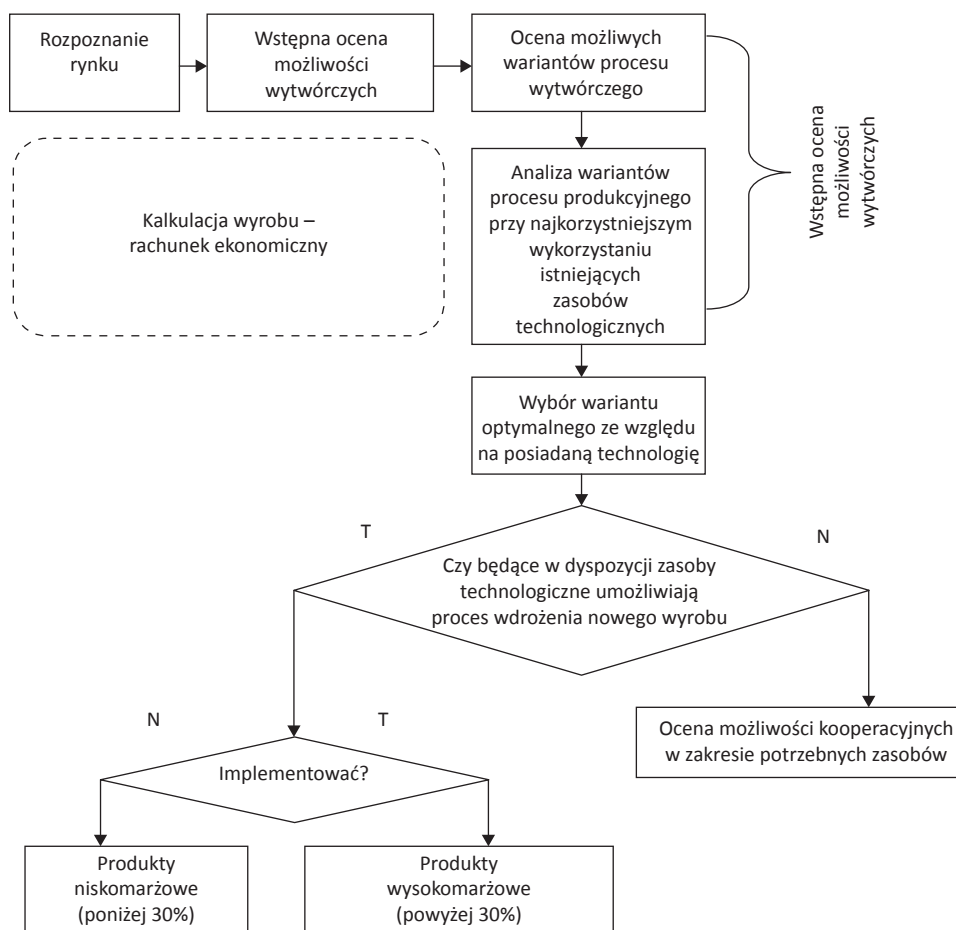 Rozpoznanie
rynku
Wstępna ocena
możliwości
wytwórczych
Ocena możliwych
wariantów procesu
wytwórczego
Wstępna ocena
możliwości
wytwórczych
Kalkulacja wyrobu –
rachunek ekonomiczny
Analiza wariantów
procesu produkcyjnego
przy najkorzystniejszym
wykorzystaniu
istniejących
zasobów
technologicznych
Wybór wariantu
optymalnego ze względu
na posiadaną technologię
T
N
Czy będące w dyspozycji zasoby
technologiczne umożliwiają
proces wdrożenia nowego wyrobu
N
T
Ocena możliwości kooperacyjnych
w zakresie potrzebnych zasobów
Implementować?
Produkty
niskomarżowe
(poniżej 30%)
Produkty
wysokomarżowe
(powyżej 30%)